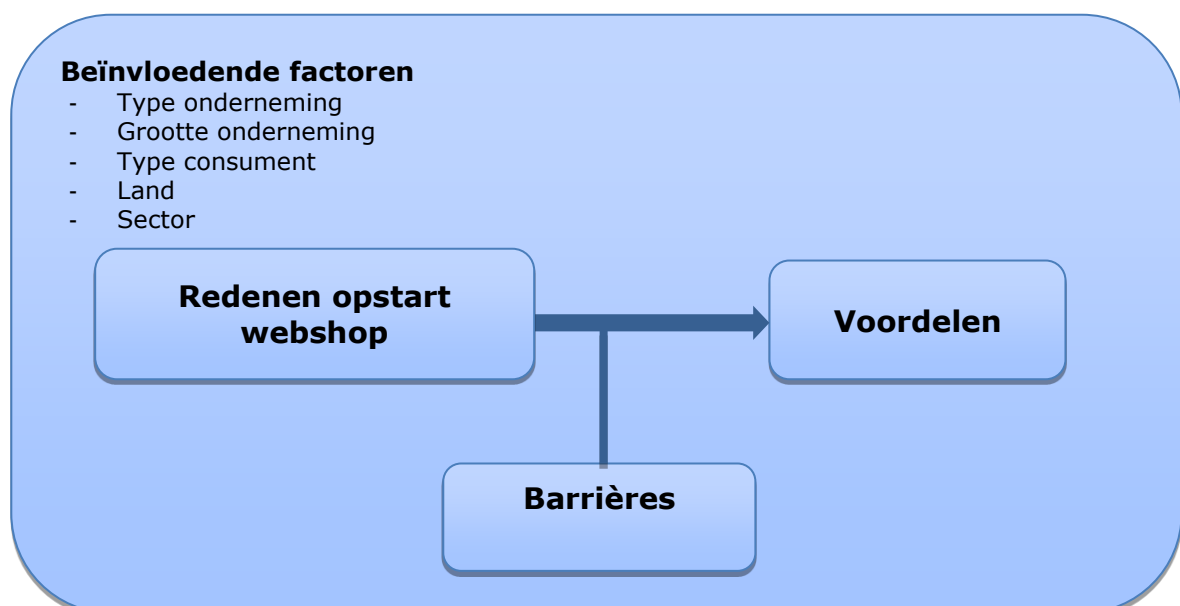 Beïnvloedende factoren
- Type onderneming
- Grootte onderneming
- Type consument
- Land
- Sector
Redenen opstart
webshop
Voordelen
Barrières